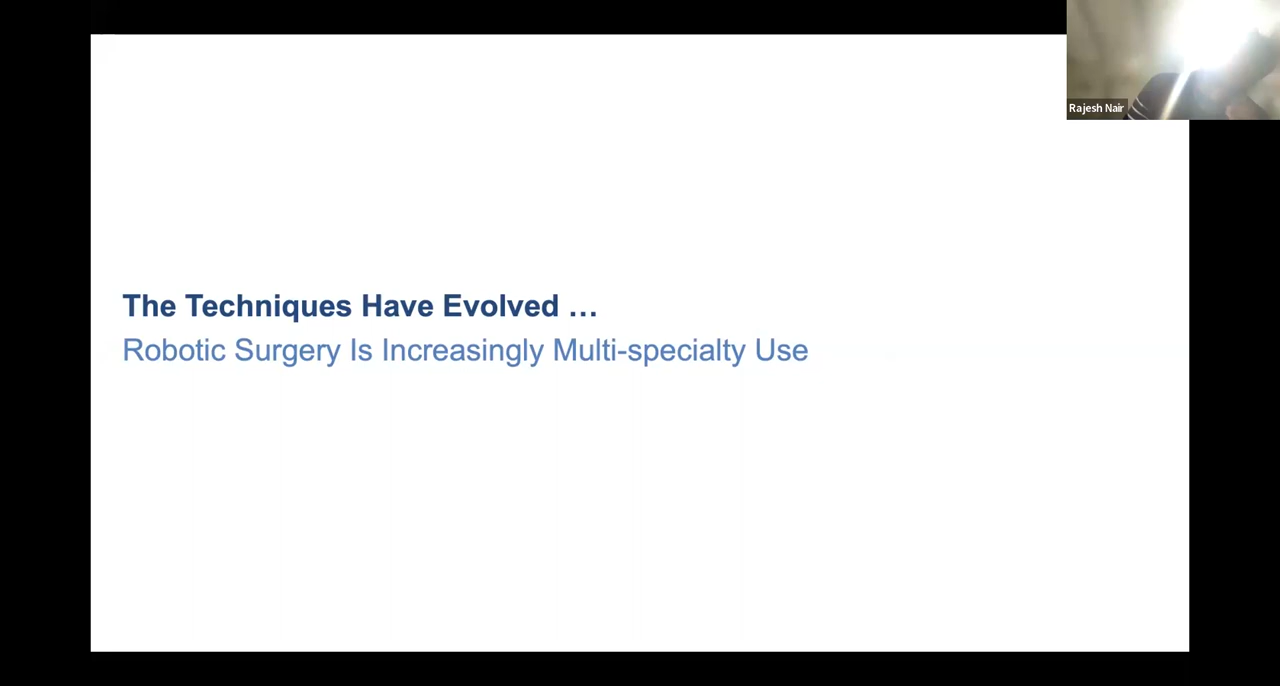 Rajesh Nair
The Techniques Have Evolved …
Robotic Surgery Is Increasingly Multi-specialty Use